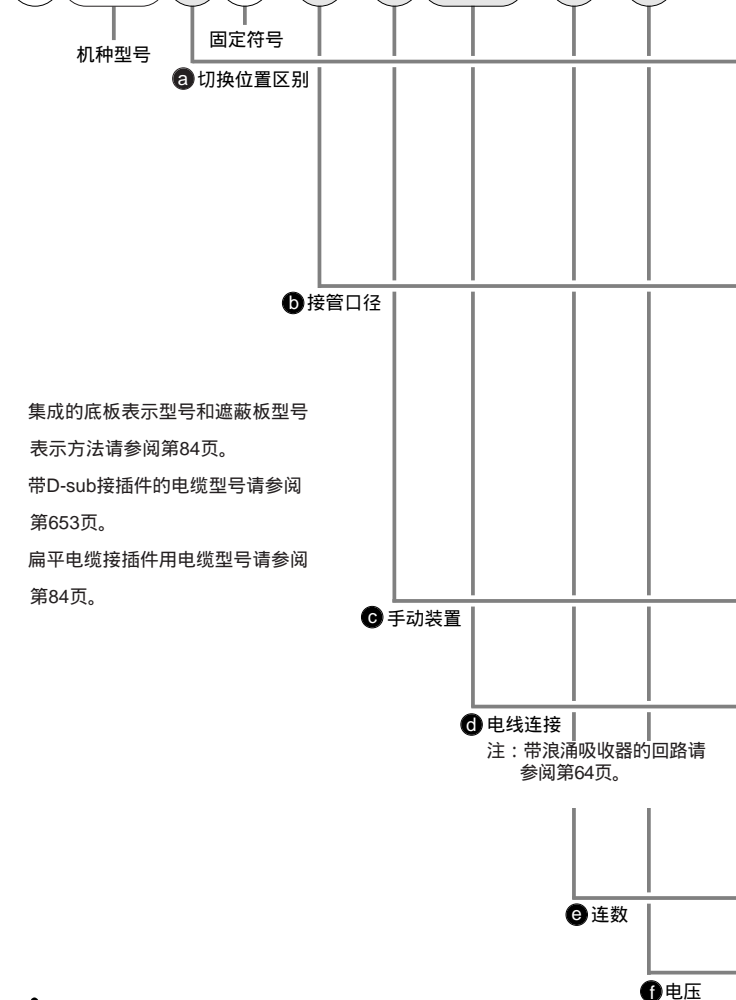 固定符号
机种型号
a 切换位置区别
b 接管口径
集成的底板表示型号和遮蔽板型号
表示方法请参阅第84页。
带D-sub接插件的电缆型号请参阅
第653页。
扁平电缆接插件用电缆型号请参阅
第84页。
c 手动装置
d 电线连接
注：带浪涌吸收器的回路请
参阅第64页。
e 连数
f 电压